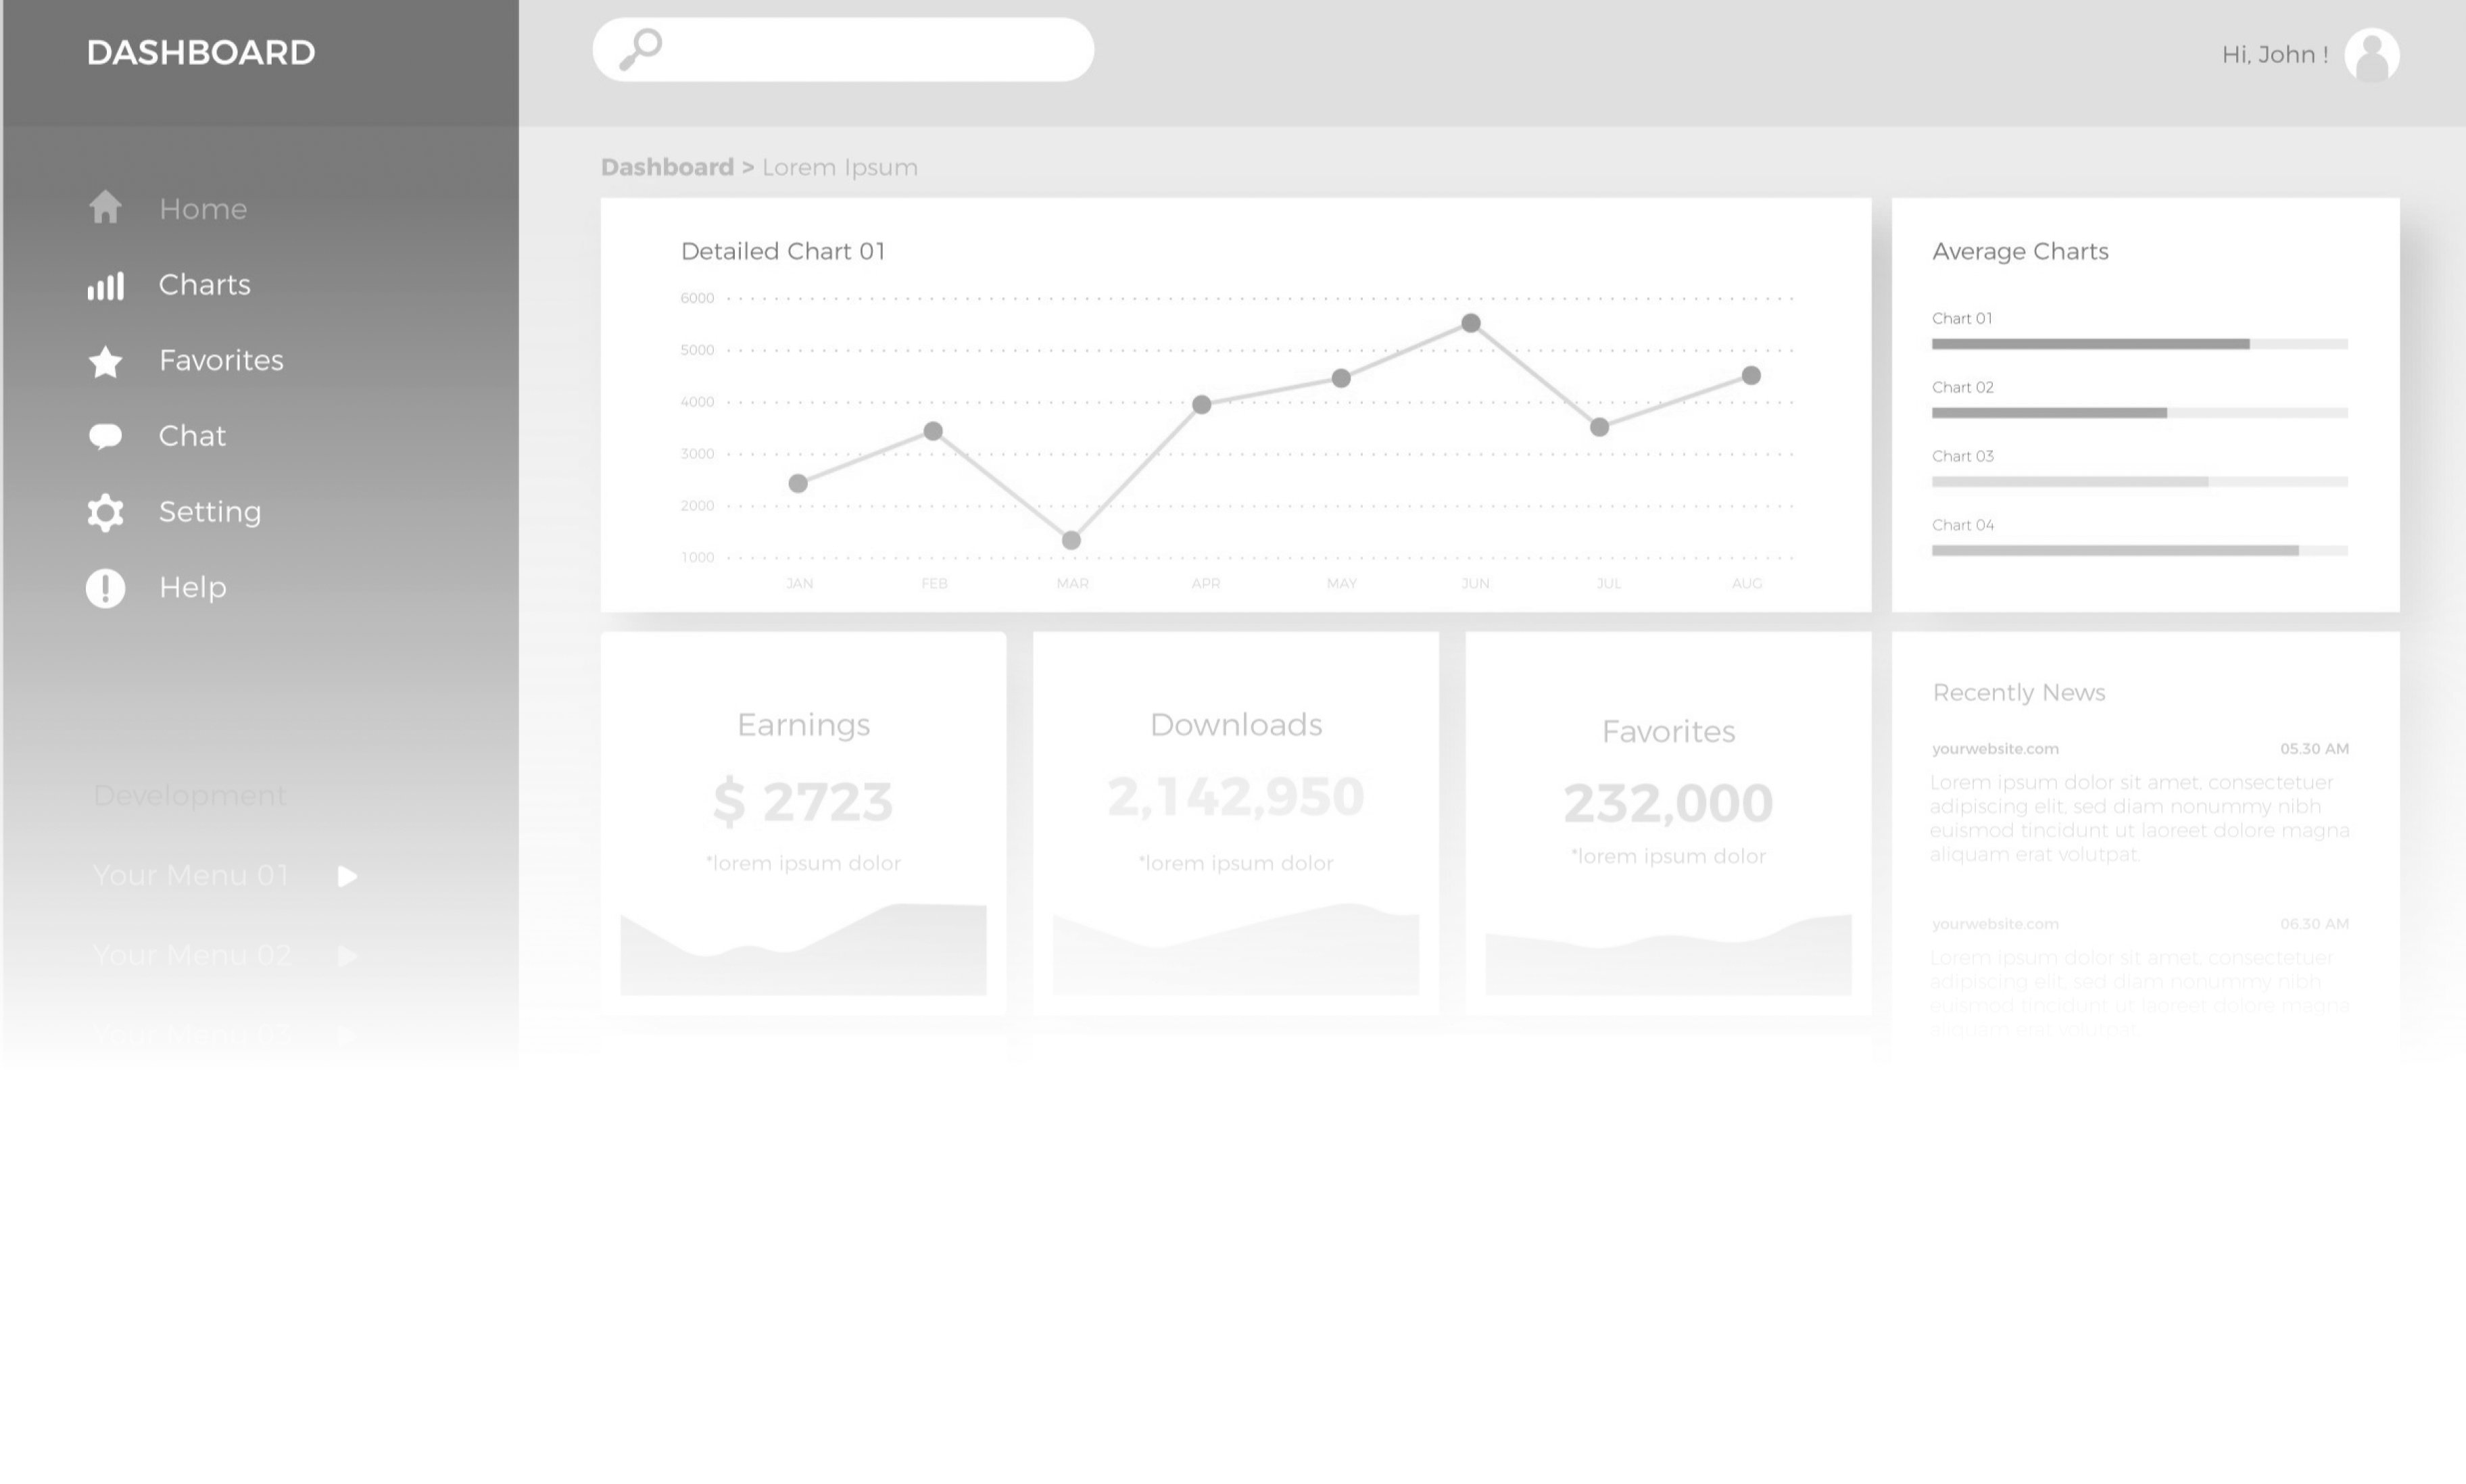 DASHBOARD
Hi, John !
Home
Charts
Favorites
Chat
Setting
Help
Development
Your Menu 01
Your Menu 02
Your Menu 03
Dashboard > Lorem Ipsum
Detailed Chart 01
6000
5000
4000
3000
2000
1000
JAN FEB MAR APR MAY JUN JUL AUG
Average Charts
Chart 01
Chart 02
Chart 03
Chart 04
Earnings
$ 2723
*lorem ipsum dolor
Downloads
2,142,950
*lorem ipsum dolor
Favorites
232,000
*lorem ipsum dolor
Recently News
yourwebsite.com 05.30 AM
Lorem ipsum dolor sit amet, consectetuer
adipiscing elit, sed diam nonummy nibh
euismod tincidunt ut laoreet dolore magna
aliquam erat volutpat.
yourwebsite.com 06.30 AM
Lorem ipsum dolor sit amet, consectetuer
adipiscing elit, sed diam nonummy nibh
euismod tincidunt ut laoreet dolore magna
aliquam erat volutpat.